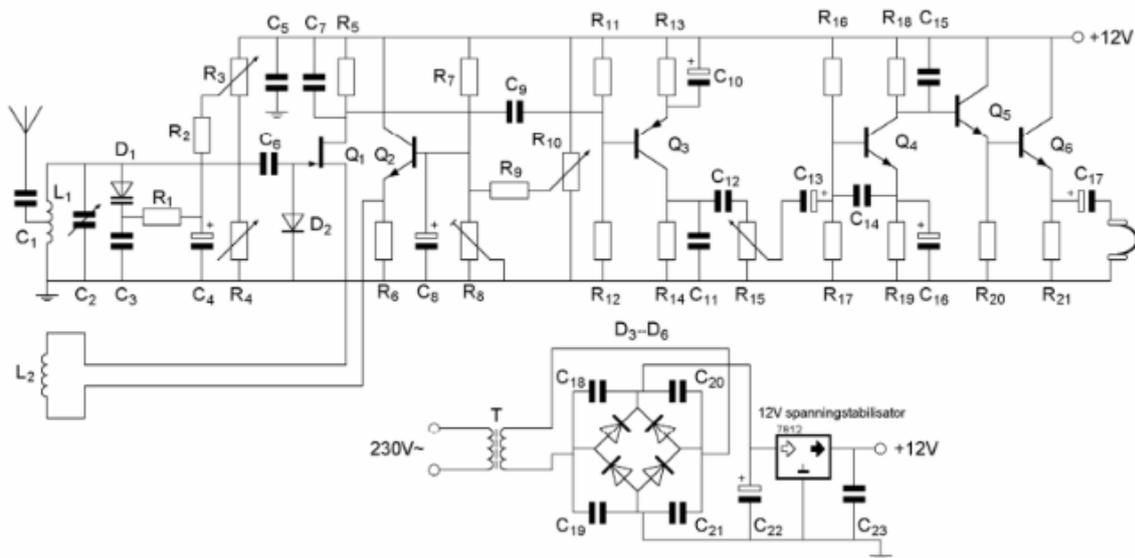 R11 R13 R16 R18 C15
C5 C7 R5 +12V
R3 R7 C9 C10
R2 C6 Q1 Q2 R10 Q3 Q4 Q5 Q6
D1 R9 C12 C13 C17
L1 R1 D2 C14
C1
C2 C3 C4 R4 R6 C8 R8 R12 R14 C11 R15 R17 R19 C16 R20 R21
D3--D6
L2
C18 C20
T 12V spanningstabilisator
7812
230V~ +12V
C19 C21 C22 C23